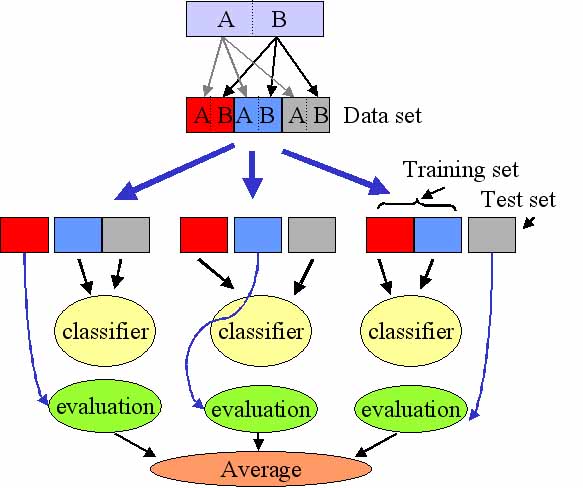 A B
A B A B A B Data set
Training set
Test set
classifier classifier classifier
evaluation evaluation evaluation
Average